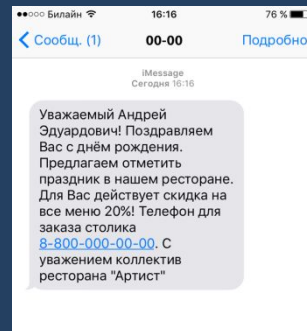 ●●○○○ Билайн 16:16 76 %
Сообщ. (1) 00-00 Подробно
iMessage
Сегодня 16:16
Уважаемый Андрей
Эдуардович! Поздравляем
Вас с днём рождения.
Предлагаем отметить
праздник в нашем ресторане.
Для Вас действует скидка на
все меню 20%! Телефон для
заказа столика
8-800-000-00-00. С
уважением коллектив
ресторана "Артист"